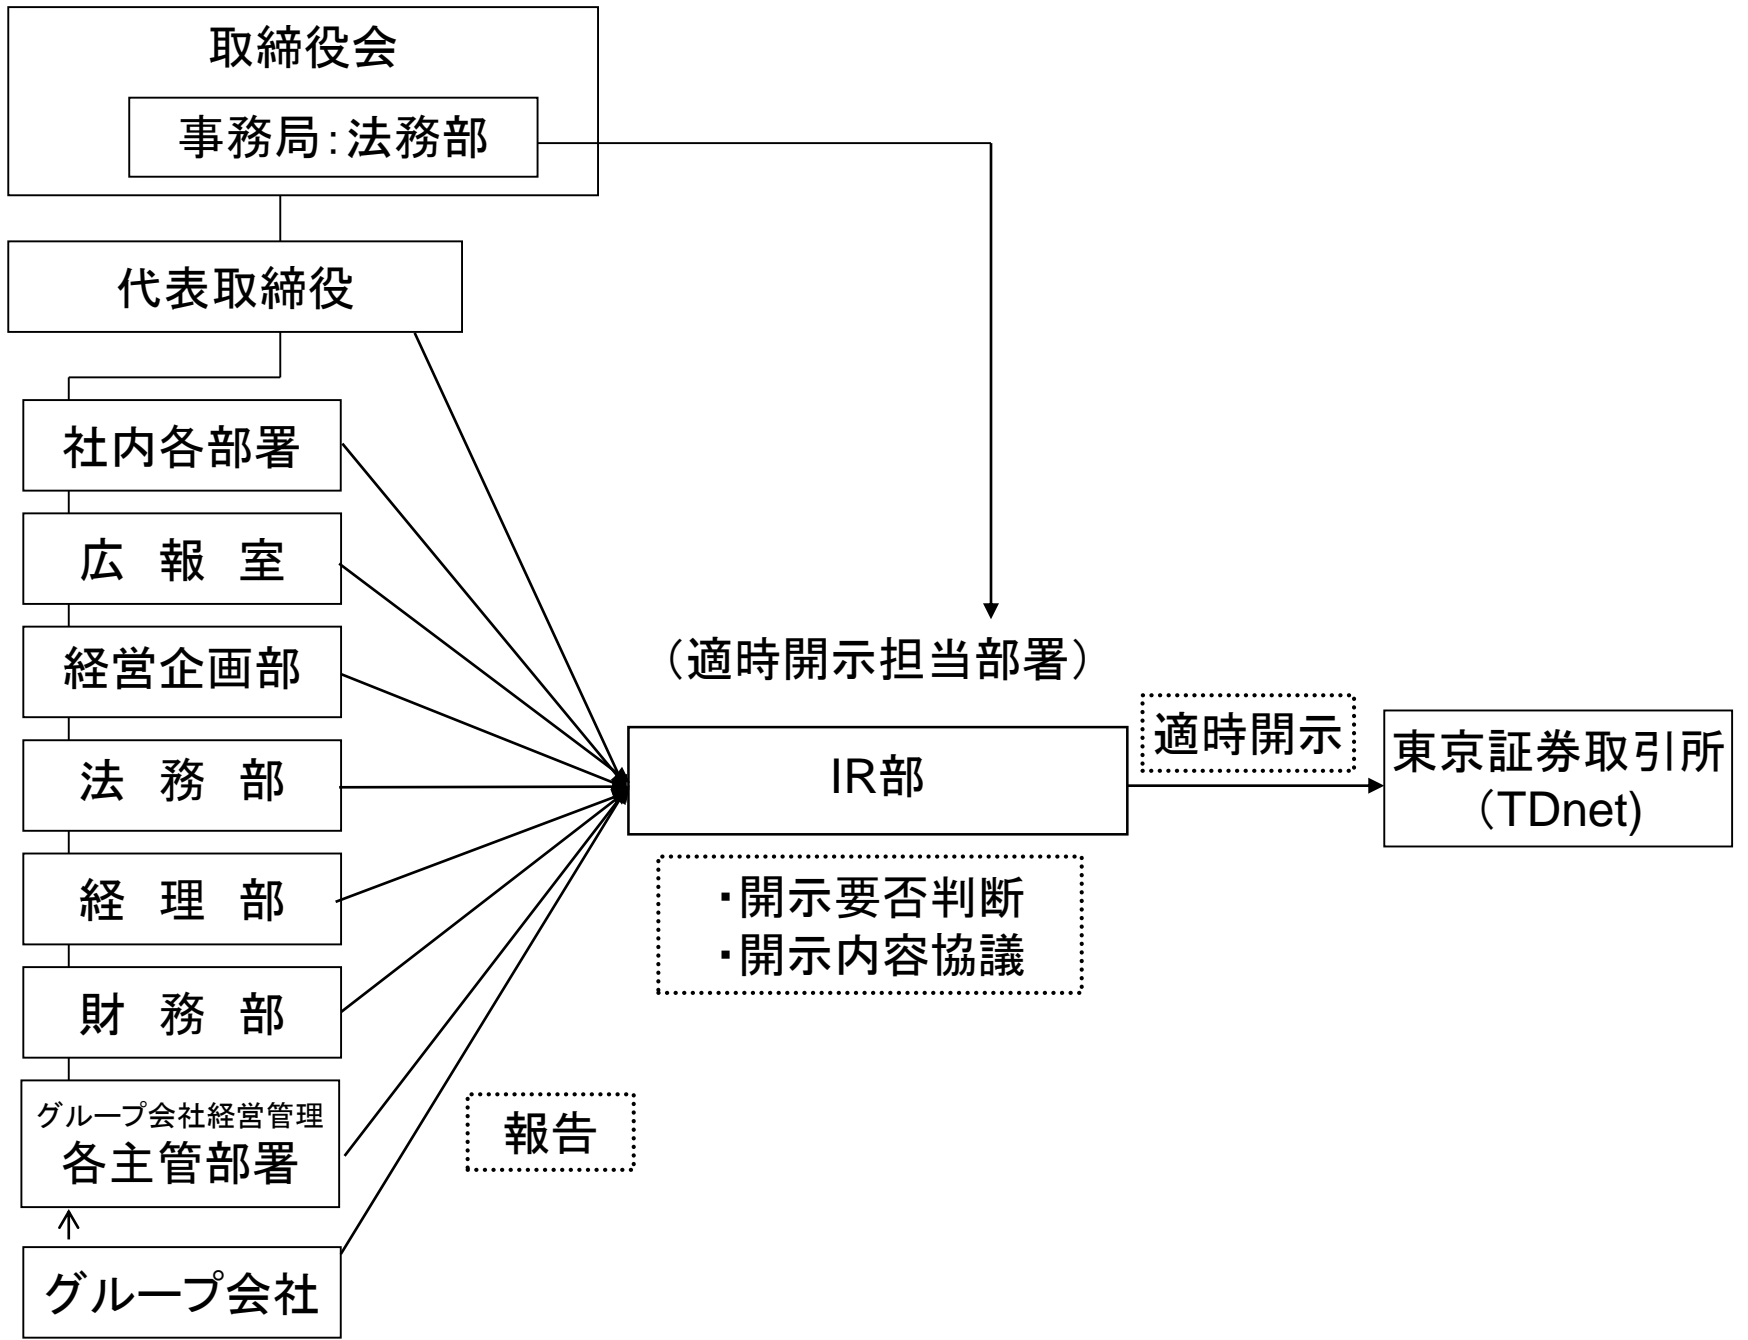 取締役会
事務局：法務部
代表取締役
社内各部署
広　報　室
経営企画部
法　務　部
経　理　部
財　務　部
グループ会社経営管理
各主管部署
グループ会社
報告
（適時開示担当部署）
IR部
・開示要否判断
・開示内容協議
適時開示
東京証券取引所
（TDnet)